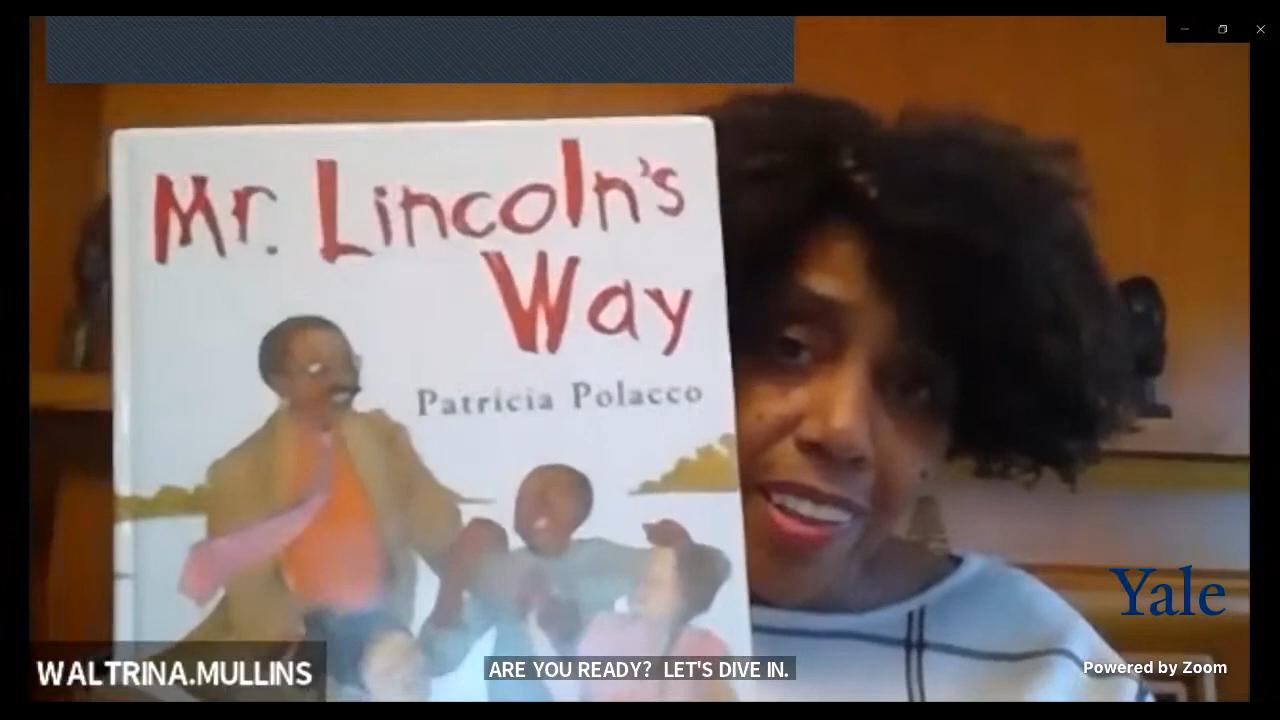 Mr. Lincoln's
Way
Patricia Polacco
Yale
WALTRINA.MULLINS
ARE YOU READY? LET'S DIVE IN.
Powered by Zoom